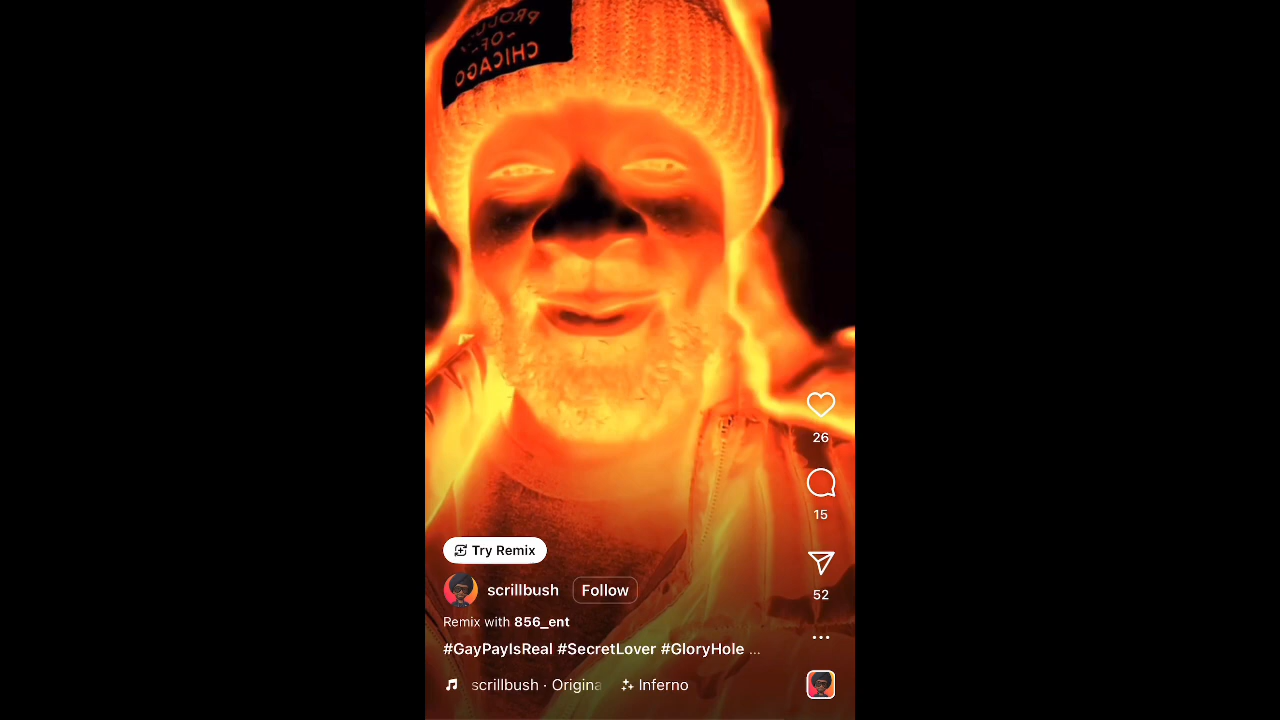 PROUD
-OF-
CHICAGO
26
15
52
Try Remix
scrillbush Follow
Remix with 856_ent
#GayPayIsReal #SecretLover #GloryHole ...
scrillbush · Origina Inferno